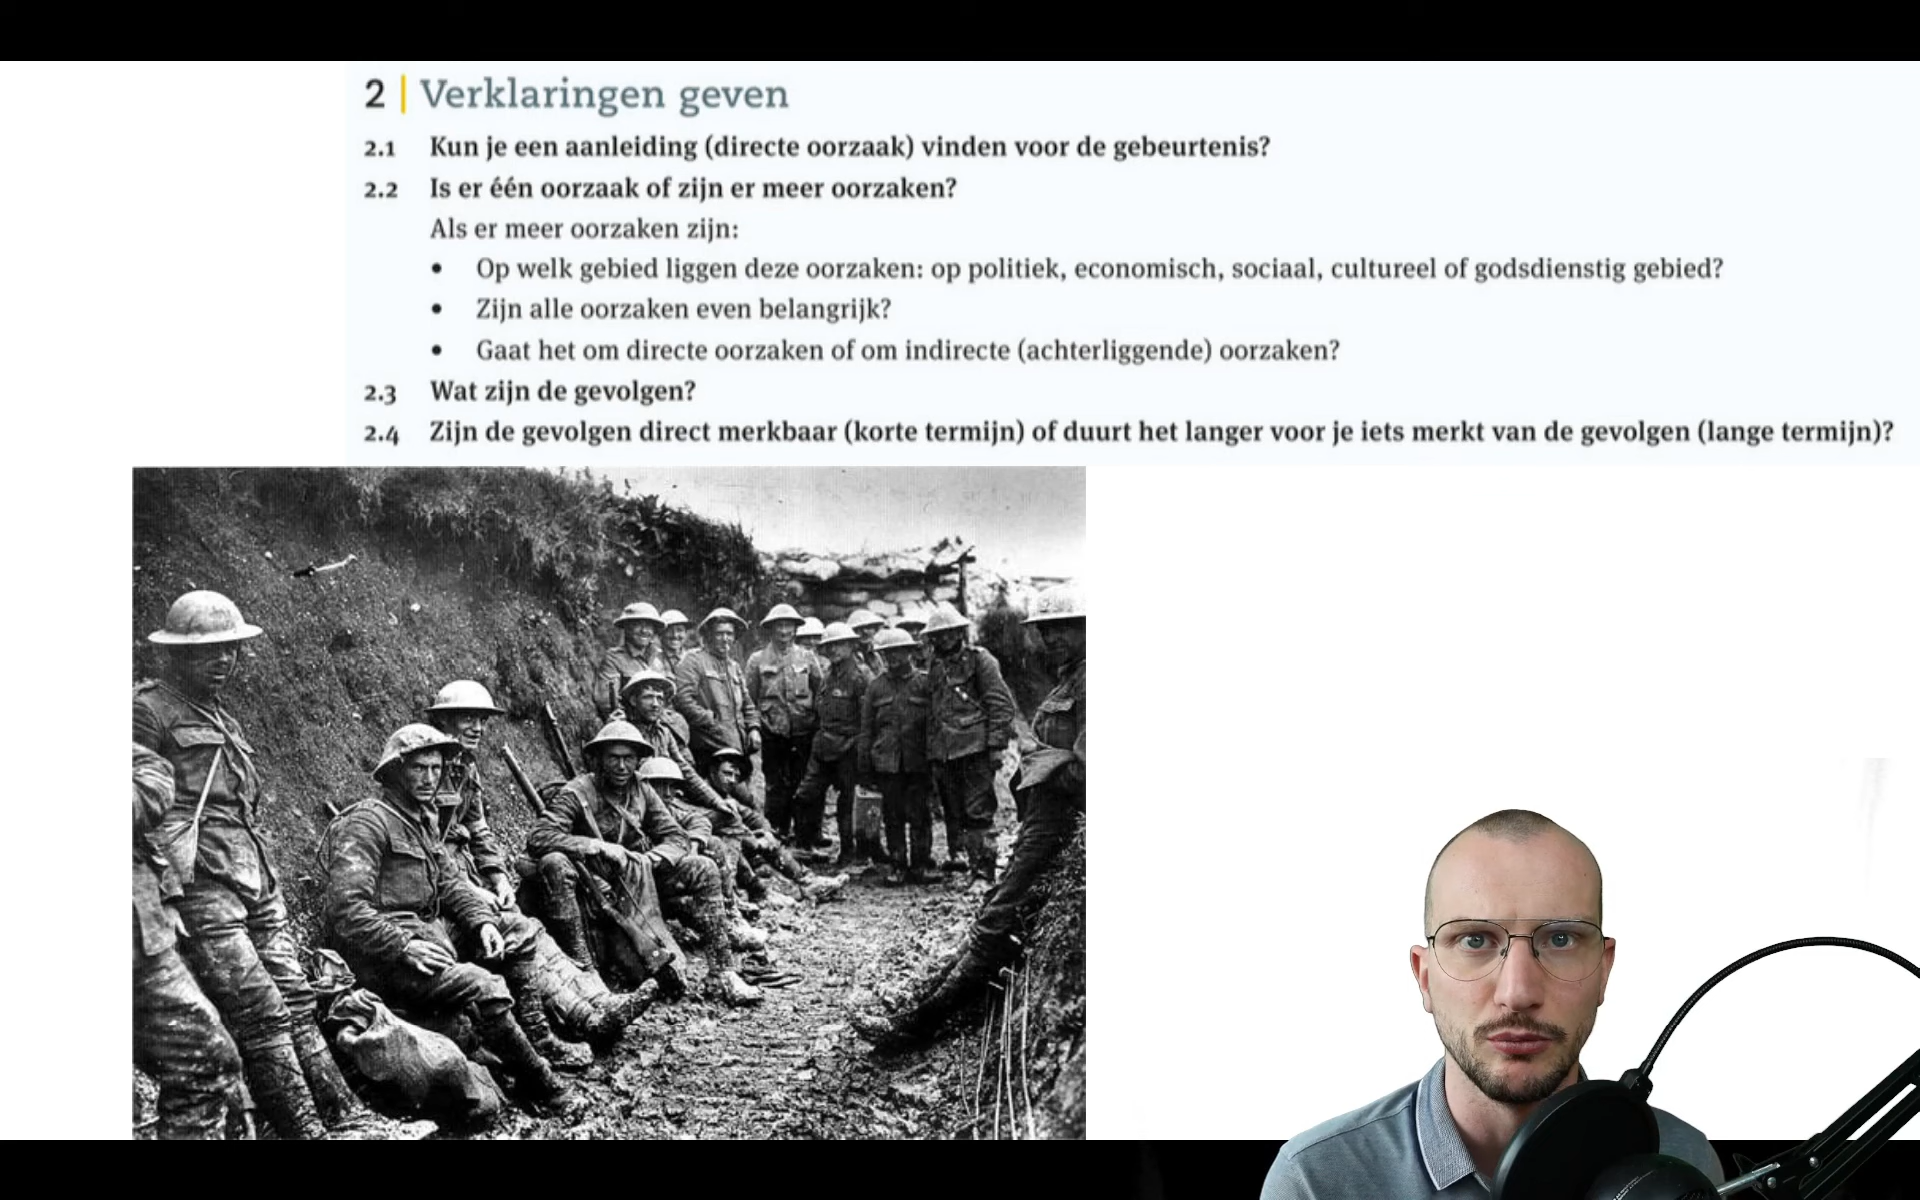 2 | Verklaringen geven
2.1 Kun je een aanleiding (directe oorzaak) vinden voor de gebeurtenis?
2.2 Is er één oorzaak of zijn er meer oorzaken?
Als er meer oorzaken zijn:
• Op welk gebied liggen deze oorzaken: op politiek, economisch, sociaal, cultureel of godsdienstig gebied?
• Zijn alle oorzaken even belangrijk?
• Gaat het om directe oorzaken of om indirecte (achterliggende) oorzaken?
2.3 Wat zijn de gevolgen?
2.4 Zijn de gevolgen direct merkbaar (korte termijn) of duurt het langer voor je iets merkt van de gevolgen (lange termijn)?